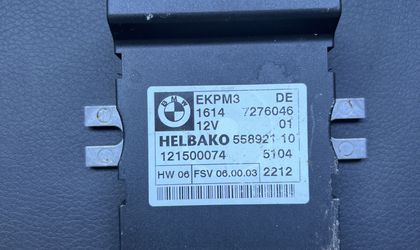 BMW
EKPM3 DE
1614 7276046
12V 01
HELBAKO 558921 10
121500074 5104
HW 06 FSV 06.00.03 2212